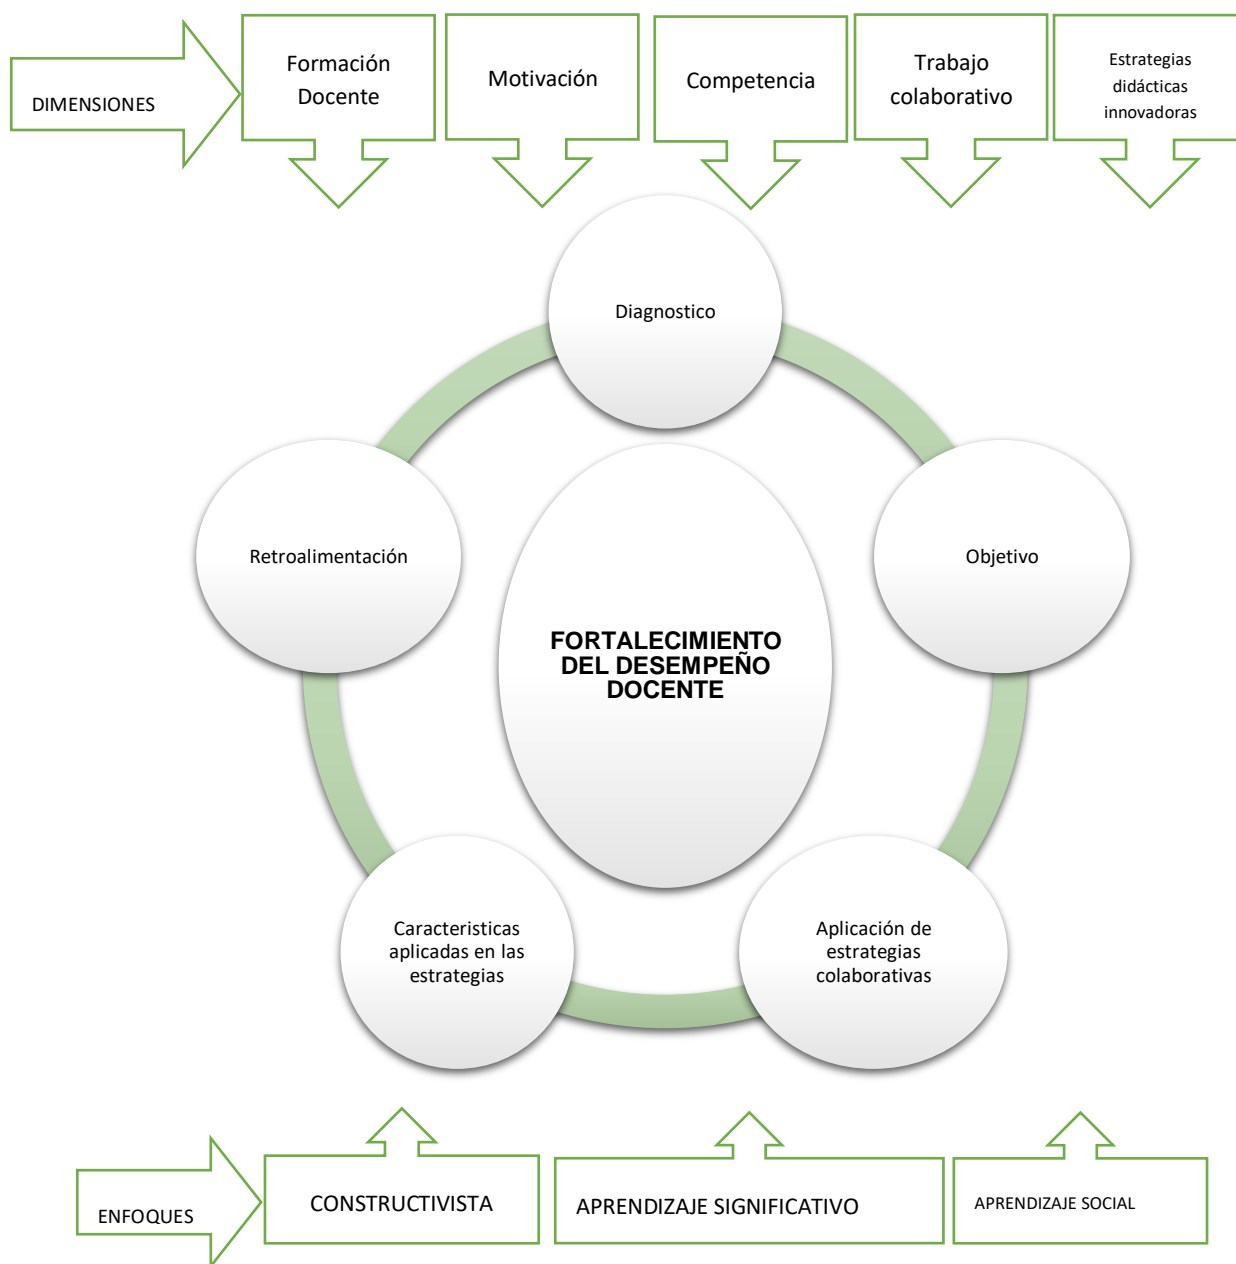 DIMENSIONES
Formación
Docente
Motivación
Competencia
Trabajo
colaborativo
Estrategias
didácticas
innovadoras
Diagnostico
Retroalimentación
Objetivo
FORTALECIMIENTO
DEL DESEMPEÑO
DOCENTE
Caracteristicas
aplicadas en las
estrategias
Aplicación de
estrategias
colaborativas
ENFOQUES
CONSTRUCTIVISTA
APRENDIZAJE SIGNIFICATIVO
APRENDIZAJE SOCIAL